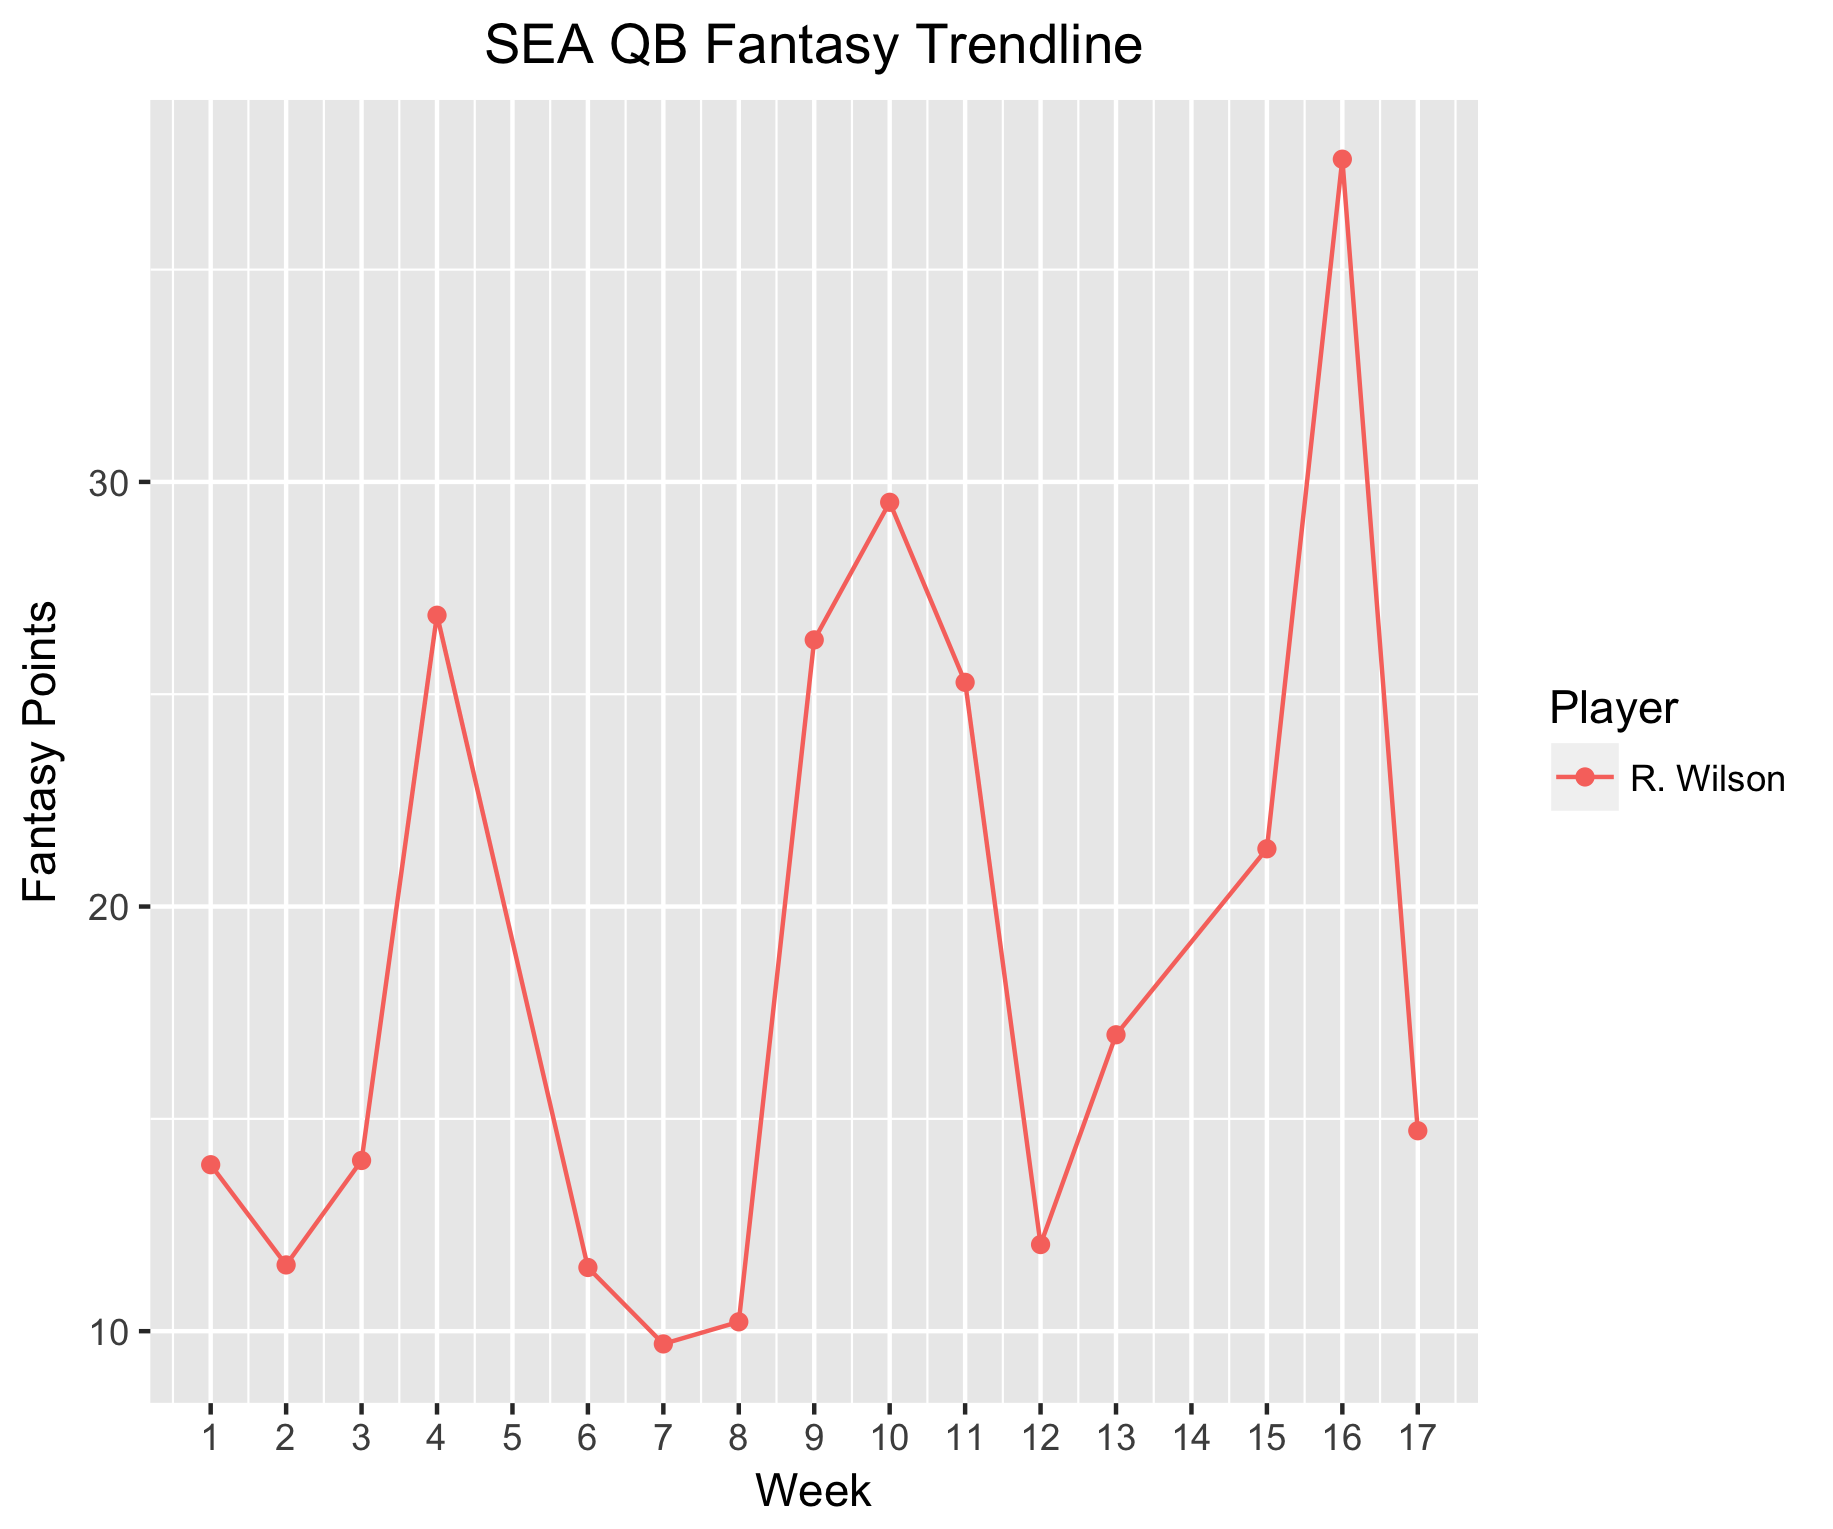 SEA QB Fantasy Trendline
Fantasy Points
30
20
10
1 2 3 4 5 6 7 8 9 10 11 12 13 14 15 16 17
Week
Player
R. Wilson